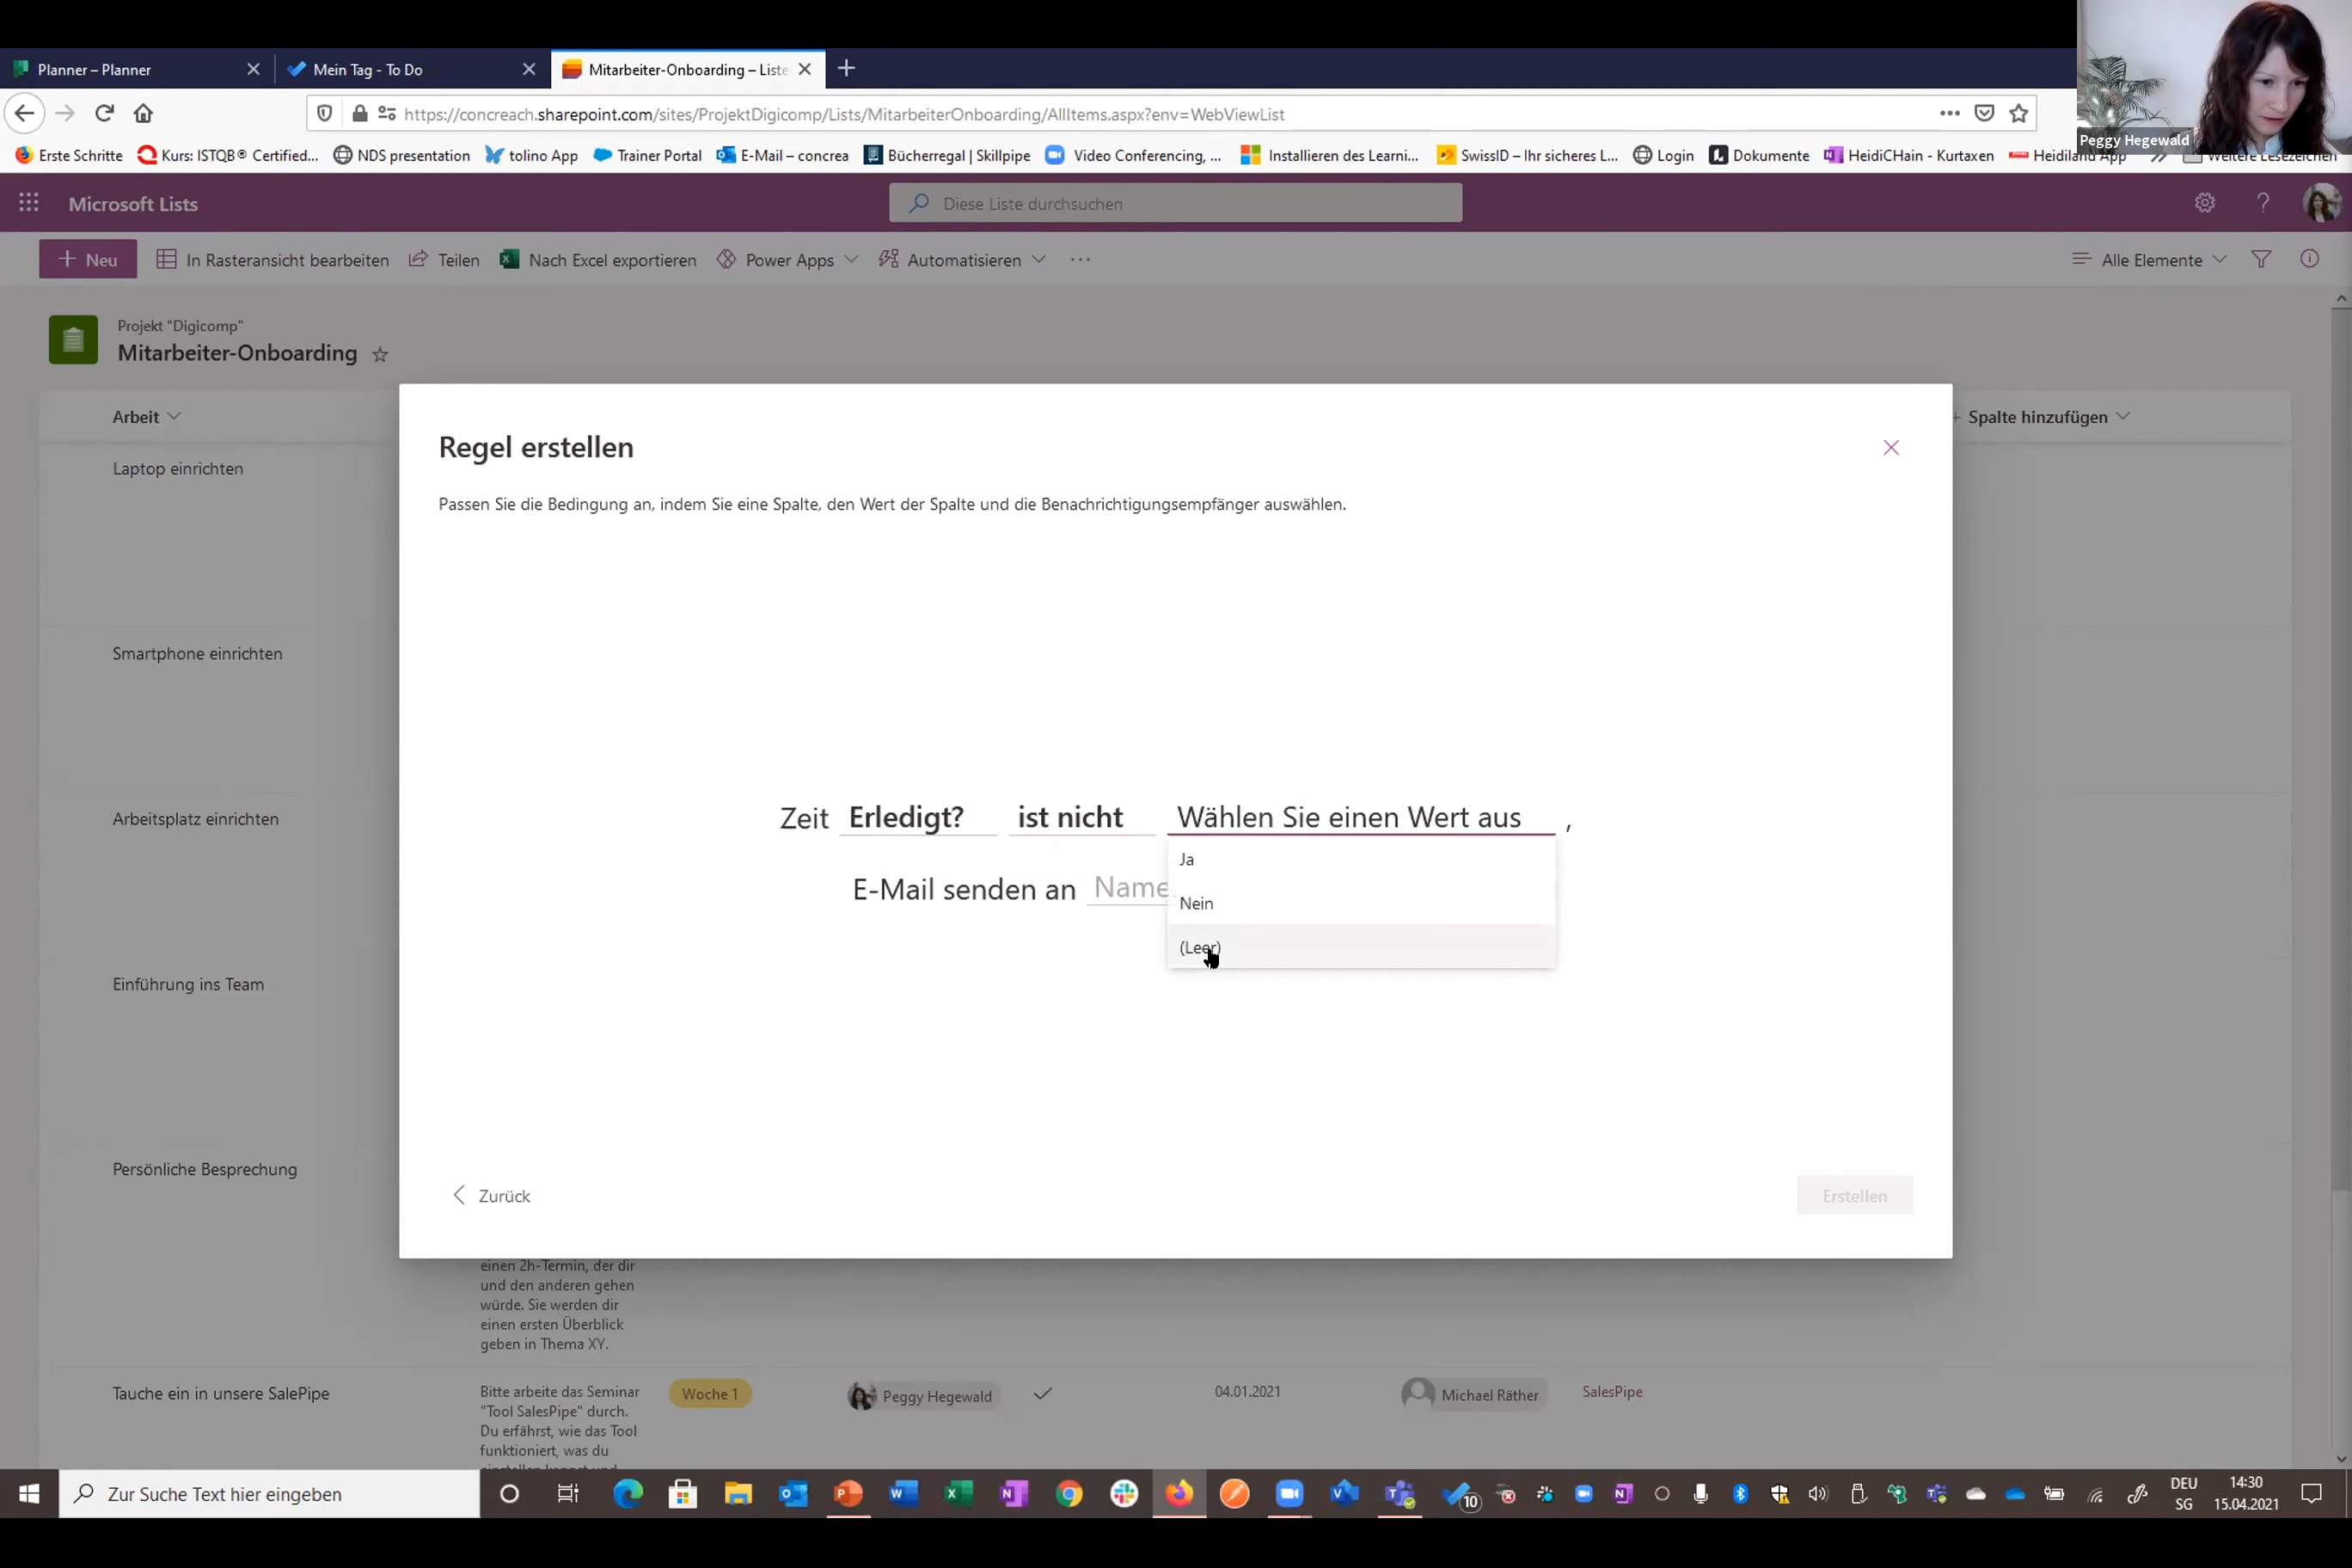 Planner – Planner
Mein Tag - To Do
Mitarbeiter-Onboarding – Liste
Peggy Hegewald
https://concreach.sharepoint.com/sites/ProjektDigicomp/Lists/MitarbeiterOnboarding/AllItems.aspx?env=WebViewList
Erste Schritte
Kurs: ISTQB® Certified...
NDS presentation
tolino App
Trainer Portal
E-Mail – concrea
Bücherregal | Skillpipe
Video Conferencing, ...
Installieren des Learni...
SwissID – Ihr sicheres L...
Login
Dokumente
HeidiCHain - Kurtaxen
Heidiland App
Weitere Lesezeichen
Microsoft Lists
Diese Liste durchsuchen
Neu
In Rasteransicht bearbeiten
Teilen
Nach Excel exportieren
Power Apps
Automatisieren
Alle Elemente
Projekt "Digicomp"
Mitarbeiter-Onboarding
Arbeit
Spalte hinzufügen
Laptop einrichten
Smartphone einrichten
Arbeitsplatz einrichten
Einführung ins Team
Persönliche Besprechung
Regel erstellen
Passen Sie die Bedingung an, indem Sie eine Spalte, den Wert der Spalte und die Benachrichtigungsempfänger auswählen.
Zeit Erledigt? ist nicht Wählen Sie einen Wert aus ,
Ja
E-Mail senden an Name
Nein
(Leer)
Zurück
Erstellen
einen 2h-Termin, der dir
und den anderen gehen
würde. Sie werden dir
einen ersten Überblick
geben in Thema XY.
Tauche ein in unsere SalePipe
Bitte arbeite das Seminar
"Tool SalesPipe" durch.
Du erfährst, wie das Tool
funktioniert, was du
Woche 1
Peggy Hegewald
04.01.2021
Michael Räther
SalesPipe
Zur Suche Text hier eingeben
10
DEU
SG
14:30
15.04.2021